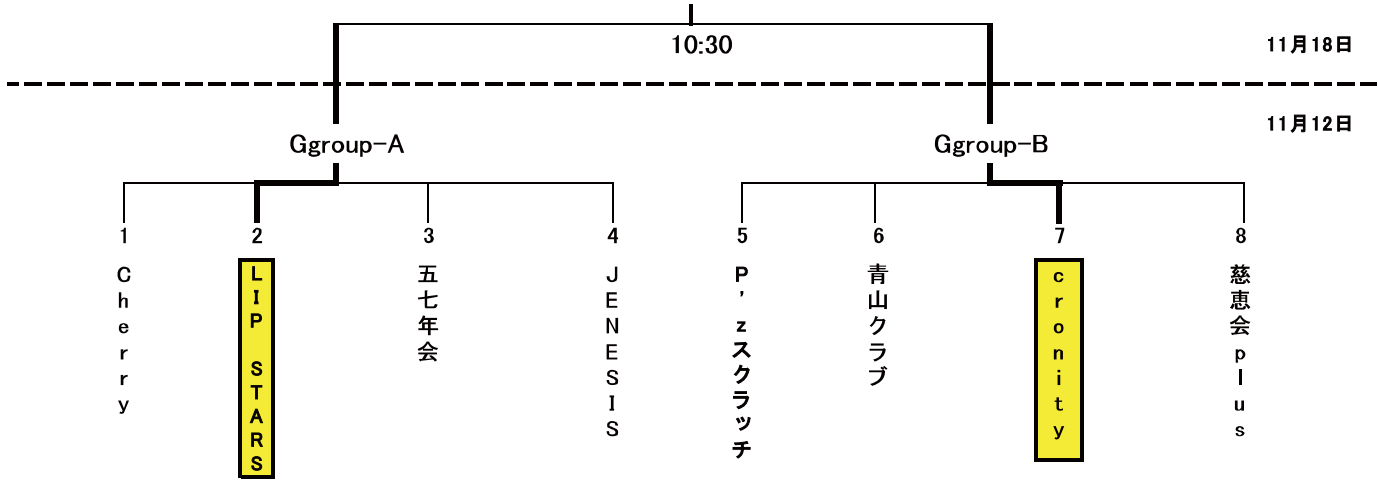 10:30
11月18日
11月12日
Ggroup-A
Ggroup-B
1
2
3
4
5
6
7
8
Cherry
LIP STARS
五七年会
JENESIS
P'zスクラッチ
青山クラブ
cronity
慈恵会plus